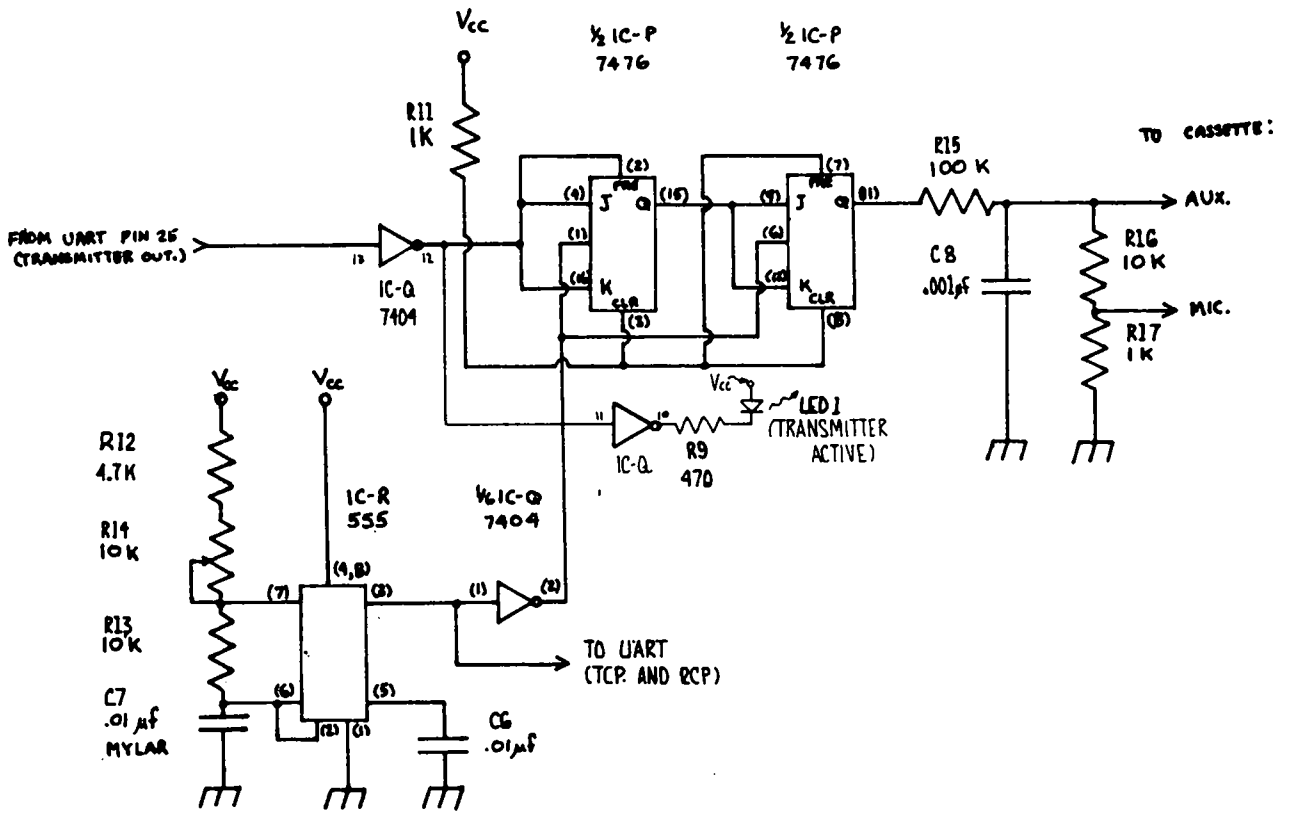 Vcc
½ IC-P
7476
½ IC-P
7476
R11
1K
TO CASSETTE:
R15
100 K
(2)
PRE
(4)
J
Q
(15)
(1)
(16)
K
CLR
(3)
(7)
PRE
(9)
J
Q
(11)
(6)
(12)
K
CLR
(8)
AUX.
FROM UART PIN 25
(TRANSMITTER OUT.)
13
12
IC-Q
7404
C8
.001µf
R16
10 K
MIC.
R17
1 K
Vcc
Vcc
Vcc
LED 1
(TRANSMITTER
ACTIVE)
11
10
IC-Q
R9
470
R12
4.7K
IC-R
555
⅙ IC-Q
7404
R14
10K
(4,8)
(7)
(3)
(1)
(2)
R13
10K
TO UART
(TCP. AND RCP)
C7
.01 µf
MYLAR
(6)
(5)
(2)
(1)
C6
.01µf